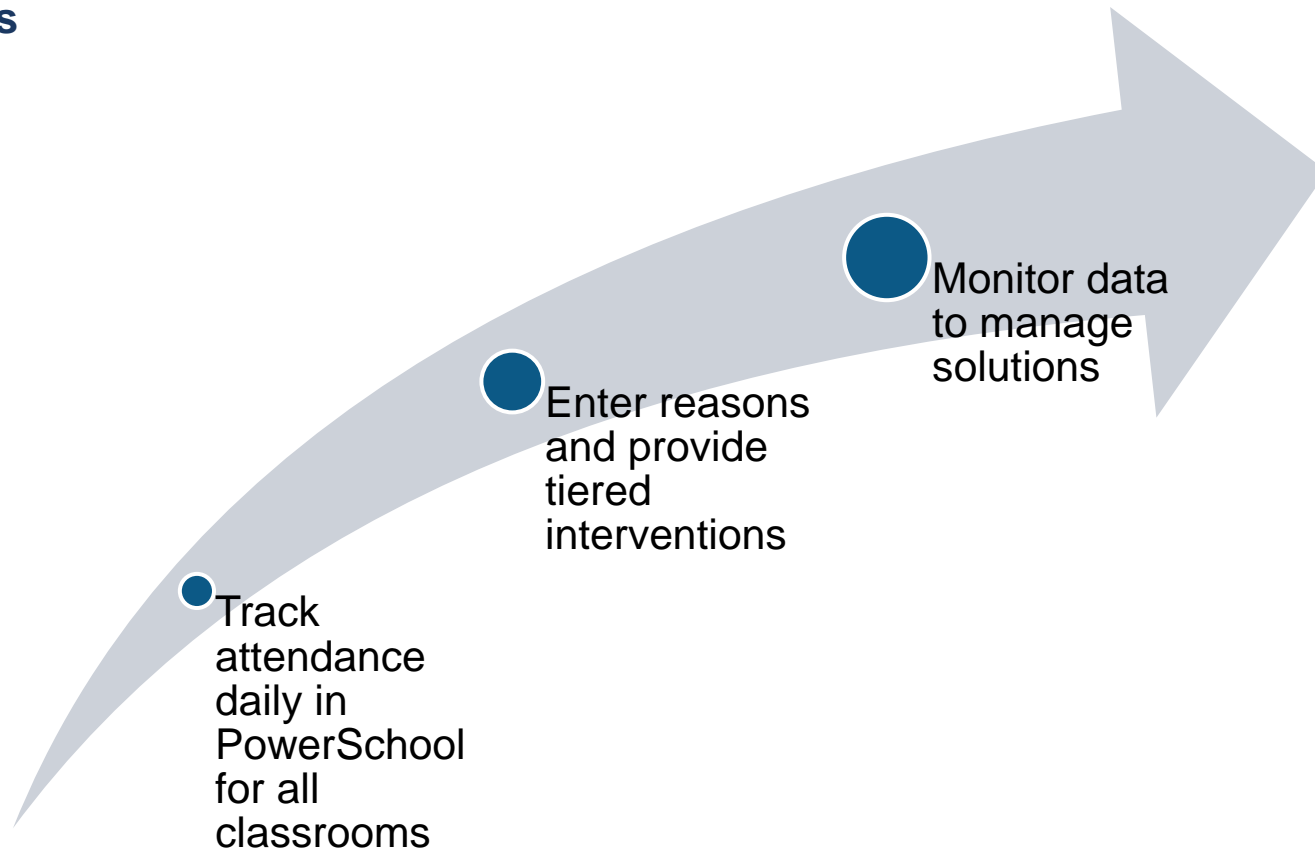 Monitor data
to manage
solutions
Enter reasons
and provide
tiered
interventions
Track
attendance
daily in
PowerSchool
for all
classrooms